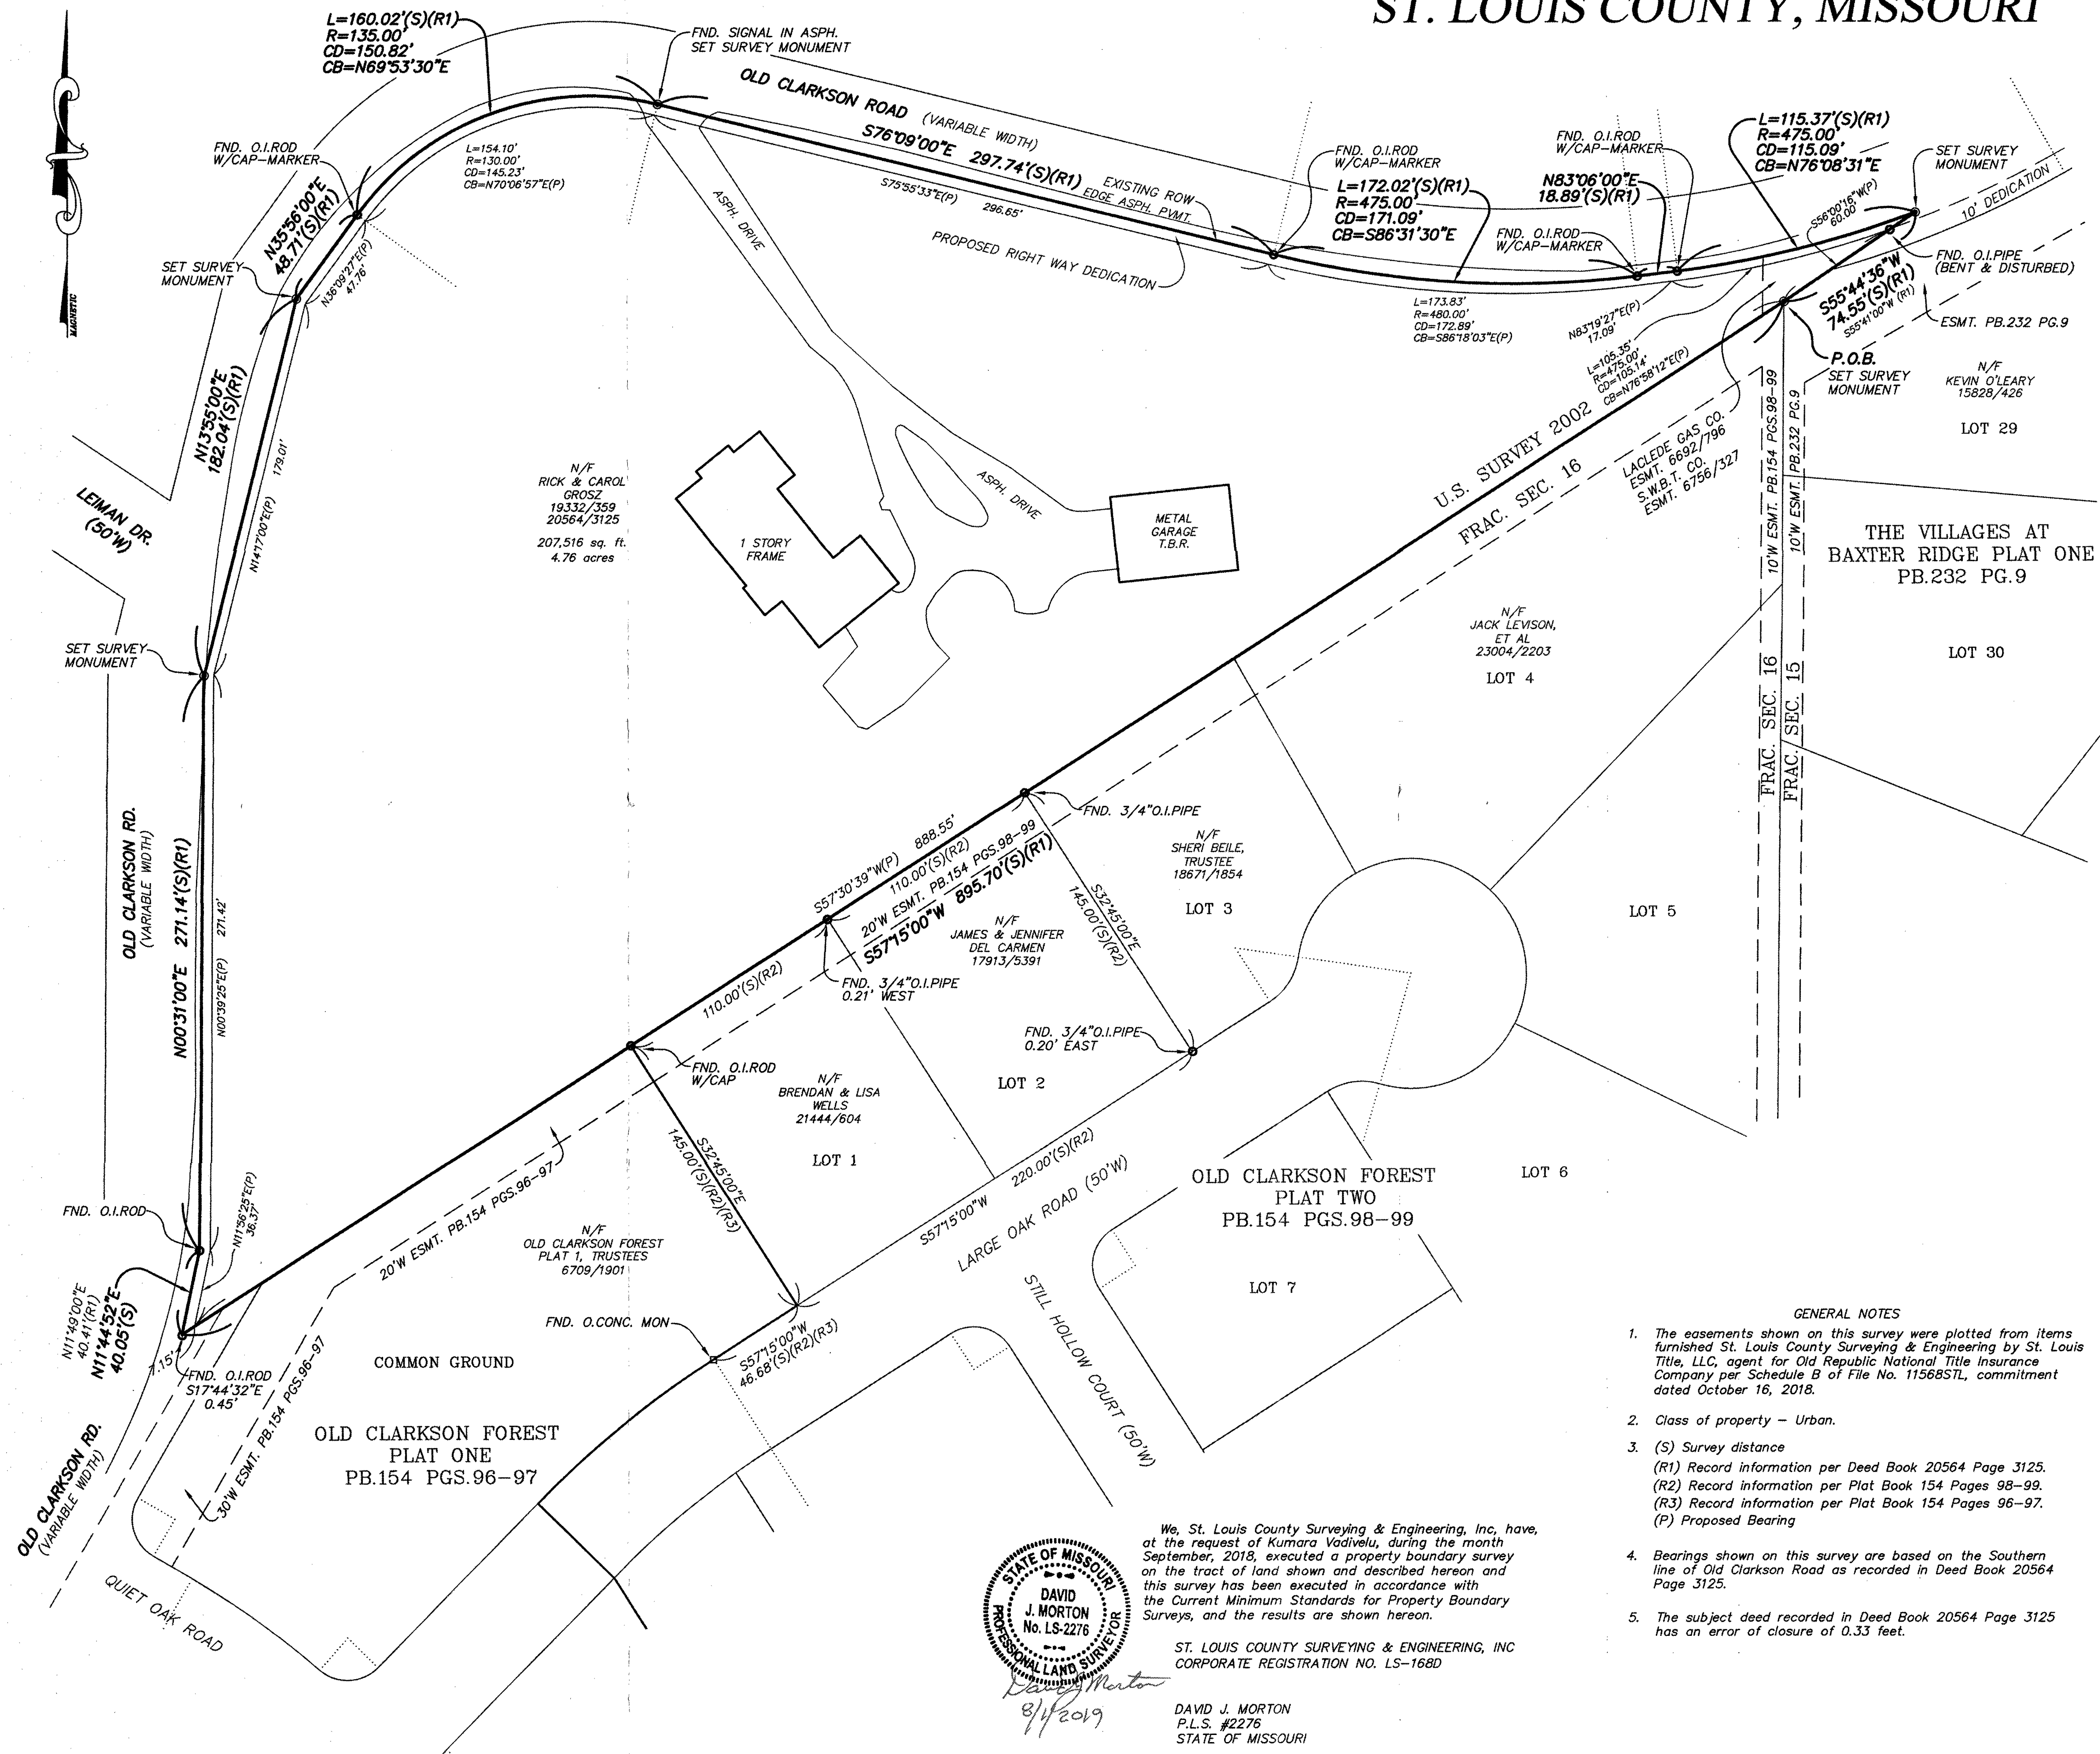 ST. LOUIS COUNTY, MISSOURI
L=160.02'(S)(R1)
R=135.00'
CD=150.82'
CB=N69°53'30"E
FND. SIGNAL IN ASPH.
SET SURVEY MONUMENT
OLD CLARKSON ROAD (VARIABLE WIDTH)
S76°09'00"E 297.74'(S)(R1)
EXISTING ROW
EDGE ASPH. PVMT.
S75°55'33"E(P) 296.65'
PROPOSED RIGHT WAY DEDICATION
FND. O.I.ROD
W/CAP-MARKER
L=154.10'
R=130.00'
CD=145.23'
CB=N70°06'57"E(P)
ASPH. DRIVE
FND. O.I.ROD
W/CAP-MARKER
L=172.02'(S)(R1)
R=475.00'
CD=171.09'
CB=S86°31'30"E
FND. O.I.ROD
W/CAP-MARKER
N83°06'00"E
18.89'(S)(R1)
FND. O.I.ROD
W/CAP-MARKER
L=115.37'(S)(R1)
R=475.00'
CD=115.09'
CB=N76°08'31"E
SET SURVEY
MONUMENT
10' DEDICATION
S56°00'16"W(P)
60.00'
FND. O.I.PIPE
(BENT & DISTURBED)
S55°44'36"W
74.55'(S)(R1)
S55°41'00"W (R1)
ESMT. PB.232 PG.9
P.O.B.
SET SURVEY
MONUMENT
N/F
KEVIN O'LEARY
15828/426
LOT 29
L=173.83'
R=480.00'
CD=172.89'
CB=S86°18'03"E(P)
N83°19'27"E(P)
17.09'
L=105.35'
R=475.00'
CD=105.14'
CB=N76°58'12"E(P)
MAGNETIC
N35°56'00"E
48.71'(S)(R1)
N36°09'27"E(P)
47.76'
SET SURVEY
MONUMENT
N13°55'00"E
182.04'(S)(R1)
N14°17'00"E(P) 179.01'
LEIMAN DR.
(50'W)
N/F
RICK & CAROL
GROSZ
19332/359
20564/3125
207,516 sq. ft.
4.76 acres
1 STORY
FRAME
ASPH. DRIVE
METAL
GARAGE
T.B.R.
U.S. SURVEY 2002
FRAC. SEC. 16
LACLEDE GAS CO.
ESMT. 6692/796
S.W.B.T. CO.
ESMT. 6756/327
10'W ESMT. PB.154 PGS.98-99
10'W ESMT. PB.232 PG.9
THE VILLAGES AT
BAXTER RIDGE PLAT ONE
PB.232 PG.9
LOT 30
FRAC. SEC. 16
FRAC. SEC. 15
N/F
JACK LEVISON,
ET AL
23004/2203
LOT 4
SET SURVEY
MONUMENT
OLD CLARKSON RD.
(VARIABLE WIDTH)
N00°31'00"E 271.14'(S)(R1)
N00°39'25"E(P) 271.42'
FND. 3/4"O.I.PIPE
S57°30'39"W(P) 888.55'
110.00'(S)(R2)
20'W ESMT. PB.154 PGS.98-99
S57°15'00"W 895.70'(S)(R1)
N/F
SHERI BEILE,
TRUSTEE
18671/1854
LOT 3
S32°45'00"E
145.00'(S)(R2)
LOT 5
N/F
JAMES & JENNIFER
DEL CARMEN
17913/5391
110.00'(S)(R2)
FND. 3/4"O.I.PIPE
0.21' WEST
FND. 3/4"O.I.PIPE
0.20' EAST
LOT 2
FND. O.I.ROD
W/CAP
N/F
BRENDAN & LISA
WELLS
21444/604
LOT 1
S32°45'00"E
145.00'(S)(R2)(R3)
S57°15'00"W 220.00'(S)(R2)
LARGE OAK ROAD (50'W)
OLD CLARKSON FOREST
PLAT TWO
PB.154 PGS.98-99
LOT 6
LOT 7
STILL HOLLOW COURT (50'W)
FND. O.I.ROD
N11°56'25"E(P)
36.37'
20'W ESMT. PB.154 PGS.96-97
N/F
OLD CLARKSON FOREST
PLAT 1, TRUSTEES
6709/1901
N11°49'00"E
40.41'(R1)
N11°44'52"E
40.05'(S)
7.15'
FND. O.I.ROD
S17°44'32"E
0.45'
COMMON GROUND
FND. O.CONC. MON
S57°15'00"W
46.68'(S)(R2)(R3)
30'W ESMT. PB.154 PGS.96-97
OLD CLARKSON FOREST
PLAT ONE
PB.154 PGS.96-97
OLD CLARKSON RD.
(VARIABLE WIDTH)
QUIET OAK ROAD
GENERAL NOTES
1. The easements shown on this survey were plotted from items
furnished St. Louis County Surveying & Engineering by St. Louis
Title, LLC, agent for Old Republic National Title Insurance
Company per Schedule B of File No. 11568STL, commitment
dated October 16, 2018.
2. Class of property – Urban.
3. (S) Survey distance
(R1) Record information per Deed Book 20564 Page 3125.
(R2) Record information per Plat Book 154 Pages 98-99.
(R3) Record information per Plat Book 154 Pages 96-97.
(P) Proposed Bearing
4. Bearings shown on this survey are based on the Southern
line of Old Clarkson Road as recorded in Deed Book 20564
Page 3125.
5. The subject deed recorded in Deed Book 20564 Page 3125
has an error of closure of 0.33 feet.
We, St. Louis County Surveying & Engineering, Inc, have,
at the request of Kumara Vadivelu, during the month
September, 2018, executed a property boundary survey
on the tract of land shown and described hereon and
this survey has been executed in accordance with
the Current Minimum Standards for Property Boundary
Surveys, and the results are shown hereon.
ST. LOUIS COUNTY SURVEYING & ENGINEERING, INC
CORPORATE REGISTRATION NO. LS-168D
DAVID J. MORTON
P.L.S. #2276
STATE OF MISSOURI
STATE OF MISSOURI
DAVID
J. MORTON
No. LS-2276
PROFESSIONAL LAND SURVEYOR
David J Morton
8/1/2019